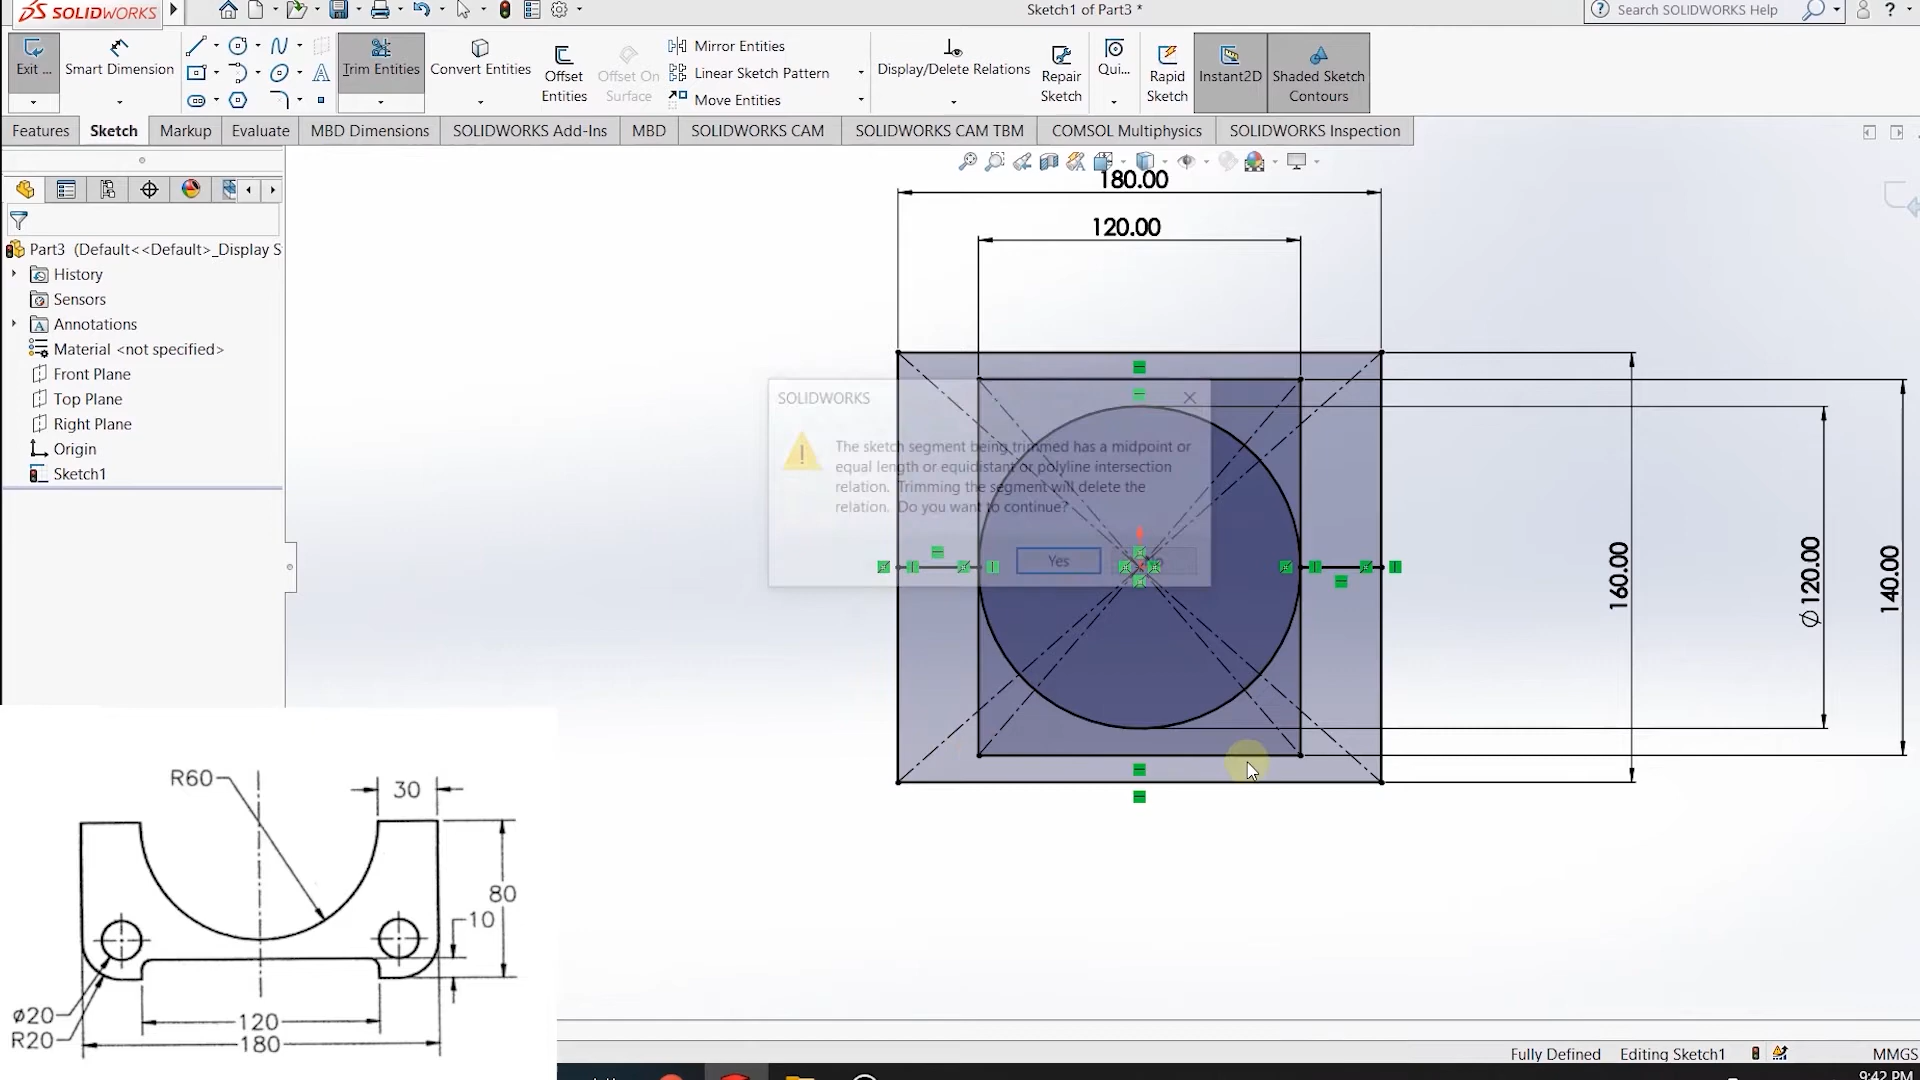 SOLIDWORKS
Sketch1 of Part3 *
Search SOLIDWORKS Help
?
Exit ...
Smart Dimension
Trim Entities
Convert Entities
Offset Entities
Offset On Surface
Mirror Entities
Linear Sketch Pattern
Move Entities
Display/Delete Relations
Repair Sketch
Qui...
Rapid Sketch
Instant2D
Shaded Sketch Contours
Features
Sketch
Markup
Evaluate
MBD Dimensions
SOLIDWORKS Add-Ins
MBD
SOLIDWORKS CAM
SOLIDWORKS CAM TBM
COMSOL Multiphysics
SOLIDWORKS Inspection
Part3 (Default<<Default>_Display S
History
Sensors
Annotations
Material <not specified>
Front Plane
Top Plane
Right Plane
Origin
Sketch1
180.00
120.00
SOLIDWORKS
The sketch segment being trimmed has a midpoint or
equal length or equidistant or polyline intersection
relation. Trimming the segment will delete the
relation. Do you want to continue?
Yes
160.00
Ø120.00
140.00
R60
30
80
10
ø20
R20
120
180
Fully Defined
Editing Sketch1
MMGS
9:42 PM